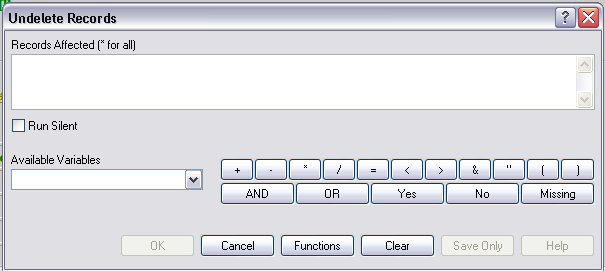 Undelete Records
Records Affected (* for all)
Run Silent
Available Variables
+ - * / = < > & " ( )
AND OR Yes No Missing
OK Cancel Functions Clear Save Only Help